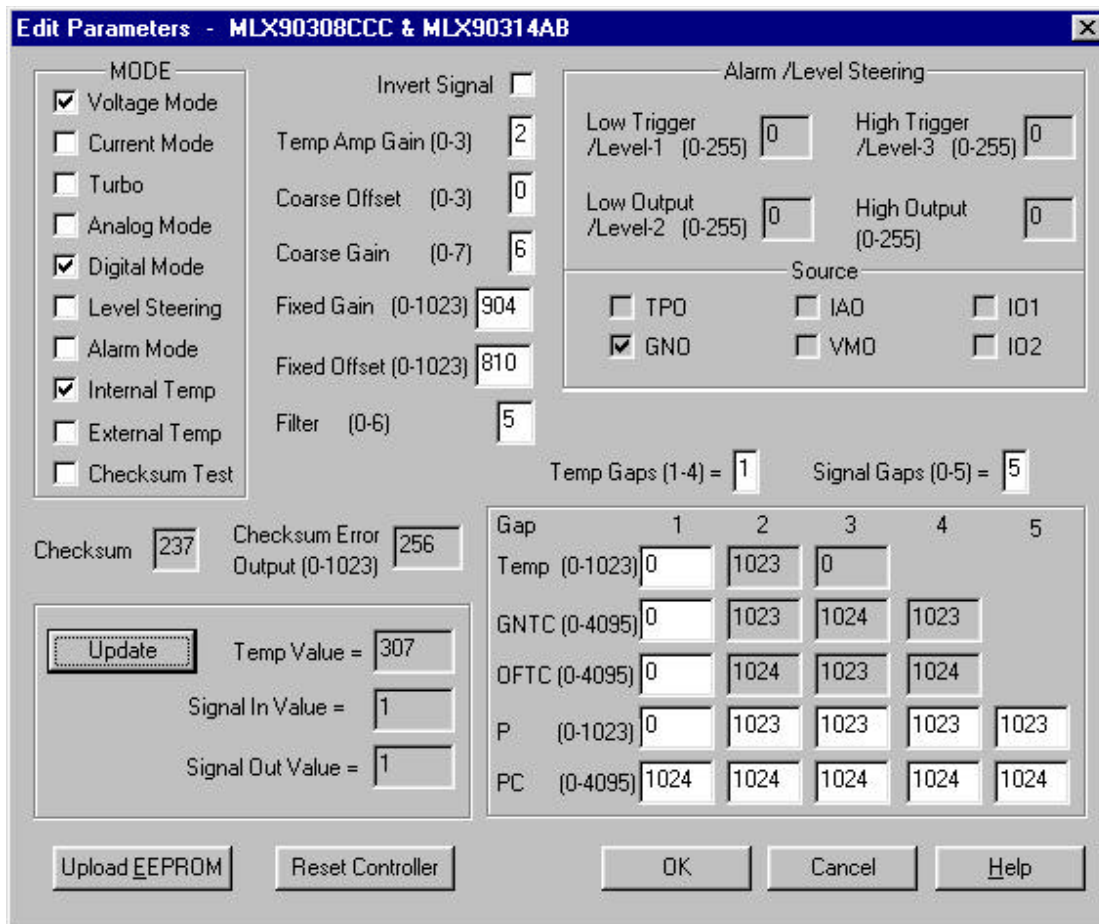 Edit Parameters - MLX90308CCC & MLX90314AB
MODE
Voltage Mode
Current Mode
Turbo
Analog Mode
Digital Mode
Level Steering
Alarm Mode
Internal Temp
External Temp
Checksum Test
Invert Signal
Temp Amp Gain (0-3) 2
Coarse Offset (0-3) 0
Coarse Gain (0-7) 6
Fixed Gain (0-1023) 904
Fixed Offset (0-1023) 810
Filter (0-6) 5
Alarm /Level Steering
Low Trigger
/Level-1 (0-255) 0
High Trigger
/Level-3 (0-255) 0
Low Output
/Level-2 (0-255) 0
High Output
(0-255) 0
Source
TPO IAO IO1
GNO VMO IO2
Temp Gaps (1-4) = 1 Signal Gaps (0-5) = 5
Checksum 237
Checksum Error
Output (0-1023) 256
Update
Temp Value = 307
Signal In Value = 1
Signal Out Value = 1
Gap 1 2 3 4 5
Temp (0-1023) 0 1023 0
GNTC (0-4095) 0 1023 1024 1023
OFTC (0-4095) 0 1024 1023 1024
P (0-1023) 0 1023 1023 1023 1023
PC (0-4095) 1024 1024 1024 1024 1024
Upload EEPROM Reset Controller OK Cancel Help